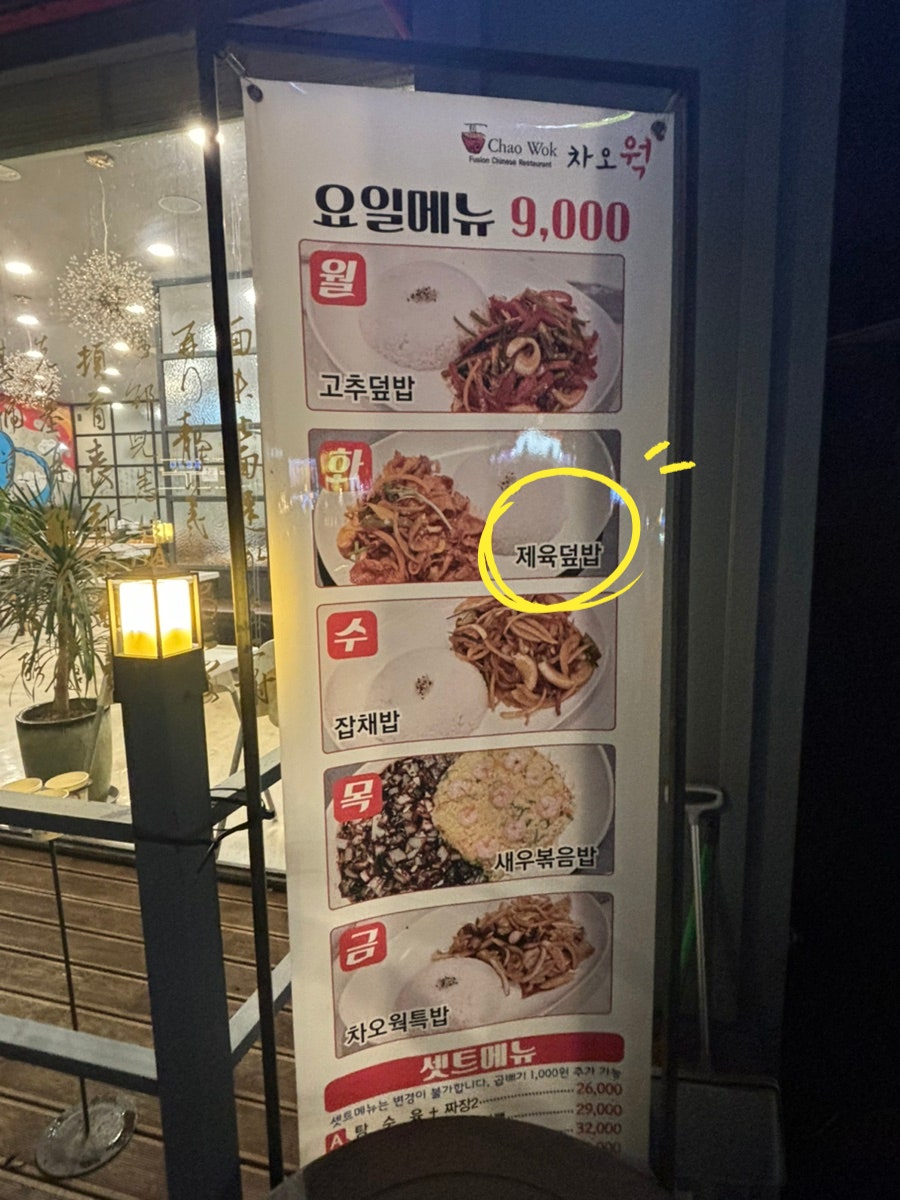 Chao Wok
Fusion Chinese Restaurant
차오웍
요일메뉴 9,000
월
고추덮밥
화
제육덮밥
수
잡채밥
목
새우볶음밥
금
차오웍특밥
셋트메뉴
셋트메뉴는 변경이 불가합니다, 곱빼기 1,000원 추가 가능
26,000
A 탕 수 육 + 짜장2 29,000
32,000